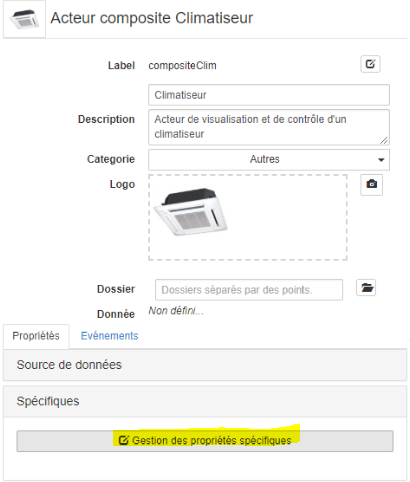 Acteur composite Climatiseur
Label compositeClim
Climatiseur
Description Acteur de visualisation et de contrôle d'un
climatiseur
Categorie Autres
Logo
Dossier Dossiers séparés par des points.
Donnée Non défini...
Propriétés Evénements
Source de données
Spécifiques
Gestion des propriétés spécifiques